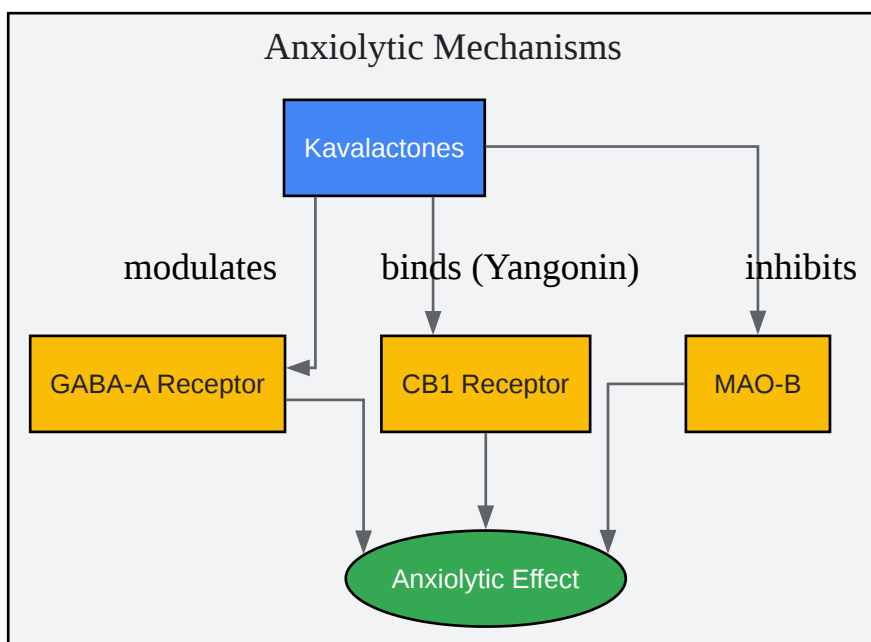 Anxiolytic Mechanisms
Kavalactones
modulates
binds (Yangonin)
inhibits
GABA-A Receptor
CB1 Receptor
MAO-B
Anxiolytic Effect